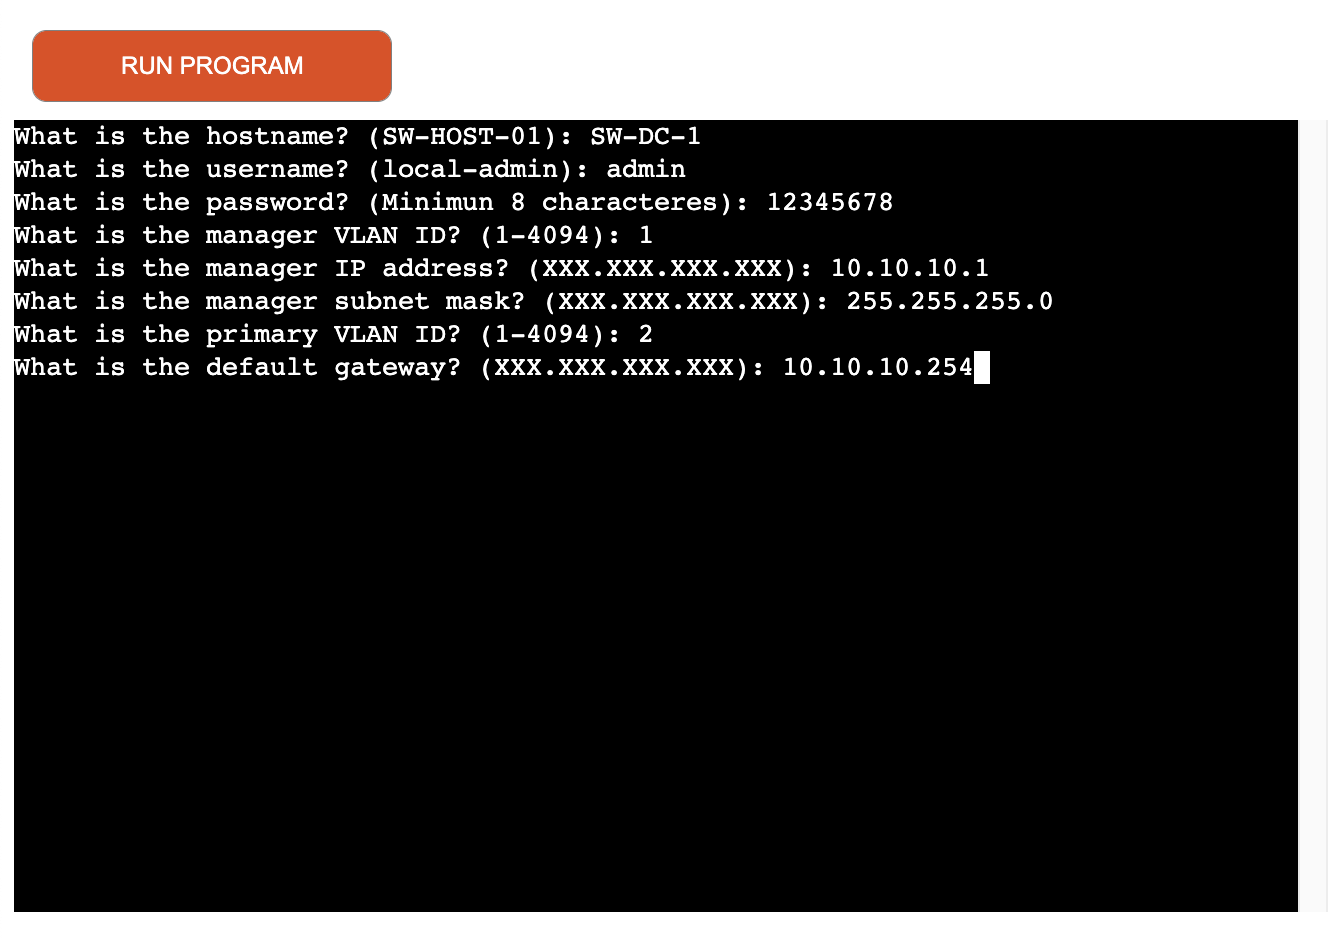 RUN PROGRAM
What is the hostname? (SW-HOST-01): SW-DC-1
What is the username? (local-admin): admin
What is the password? (Minimun 8 characteres): 12345678
What is the manager VLAN ID? (1-4094): 1
What is the manager IP address? (XXX.XXX.XXX.XXX): 10.10.10.1
What is the manager subnet mask? (XXX.XXX.XXX.XXX): 255.255.255.0
What is the primary VLAN ID? (1-4094): 2
What is the default gateway? (XXX.XXX.XXX.XXX): 10.10.10.254